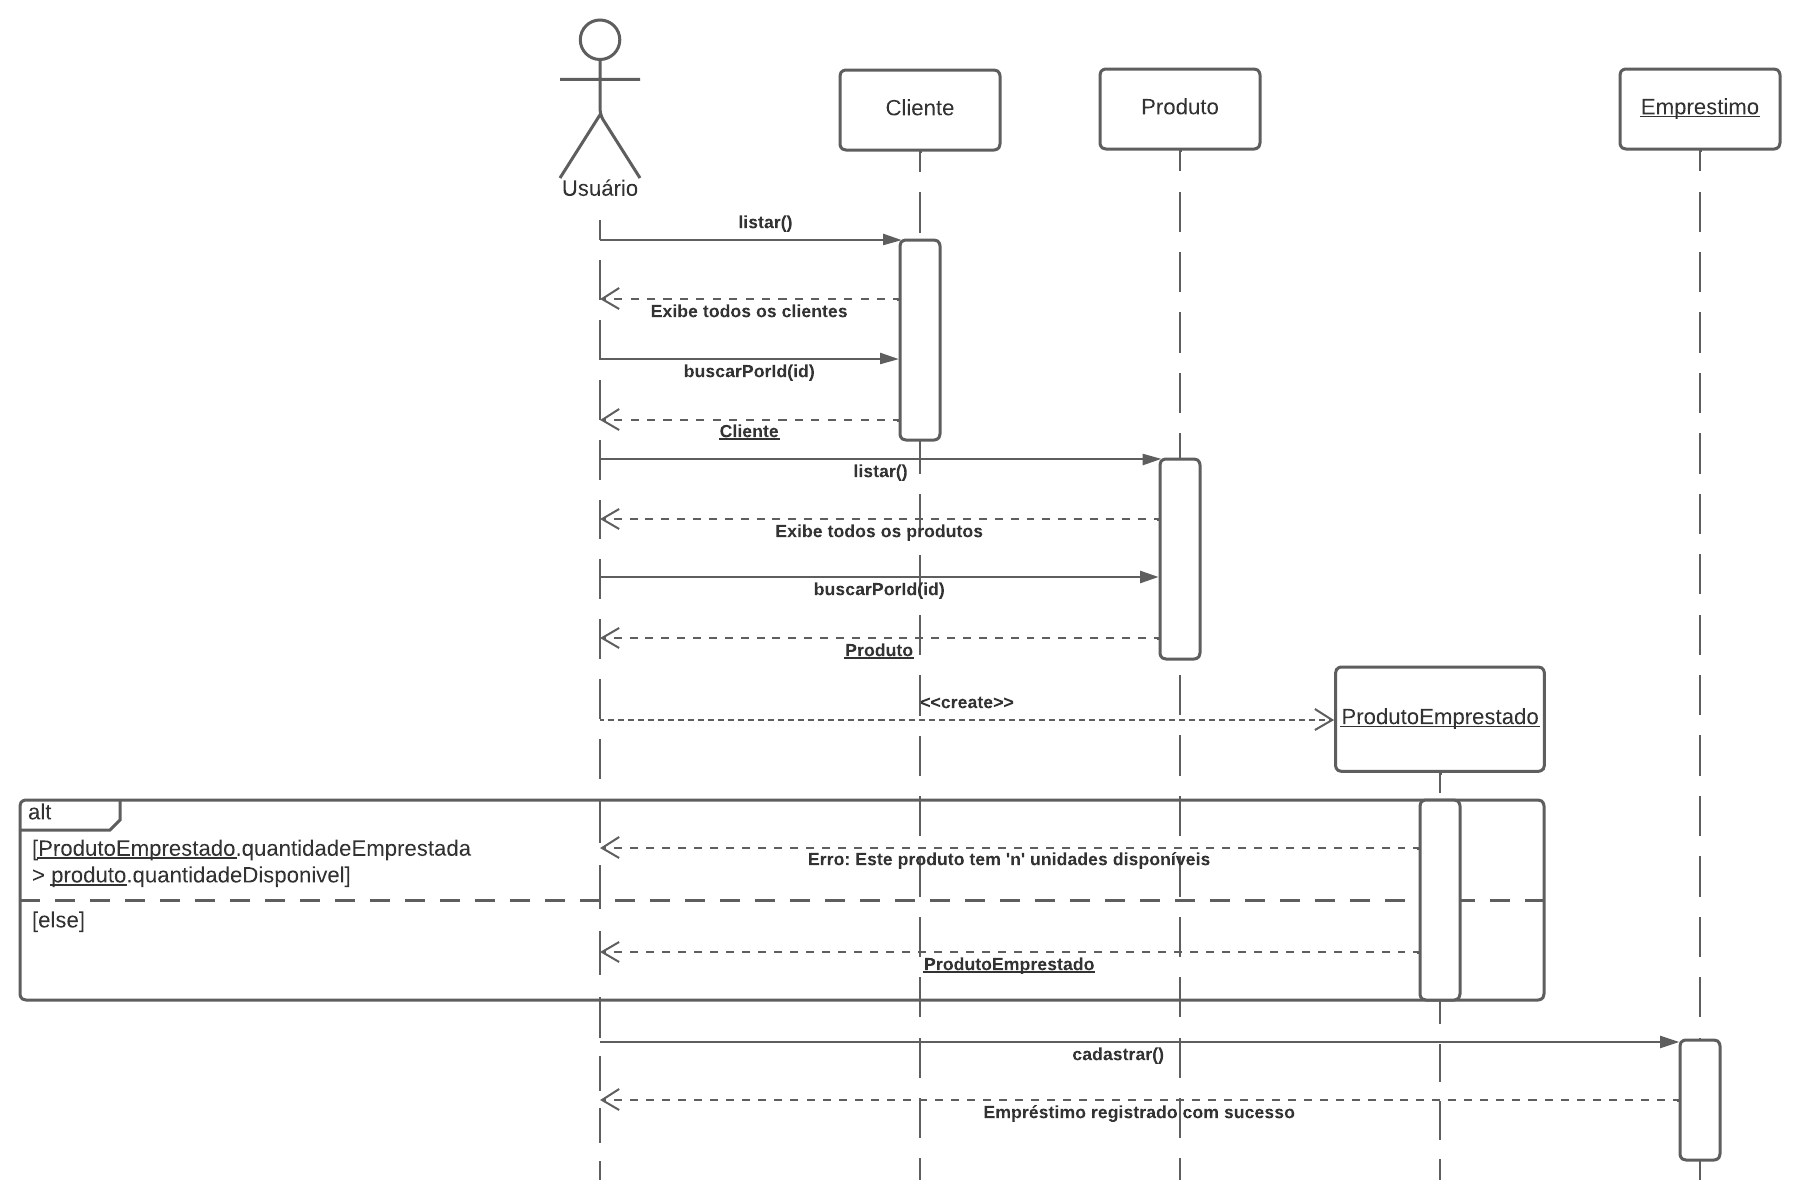 Usuário
Cliente
Produto
Emprestimo
listar()
Exibe todos os clientes
buscarPorId(id)
Cliente
listar()
Exibe todos os produtos
buscarPorId(id)
Produto
<<create>>
ProdutoEmprestado
alt
[ProdutoEmprestado.quantidadeEmprestada
> produto.quantidadeDisponivel]
Erro: Este produto tem 'n' unidades disponíveis
[else]
ProdutoEmprestado
cadastrar()
Empréstimo registrado com sucesso